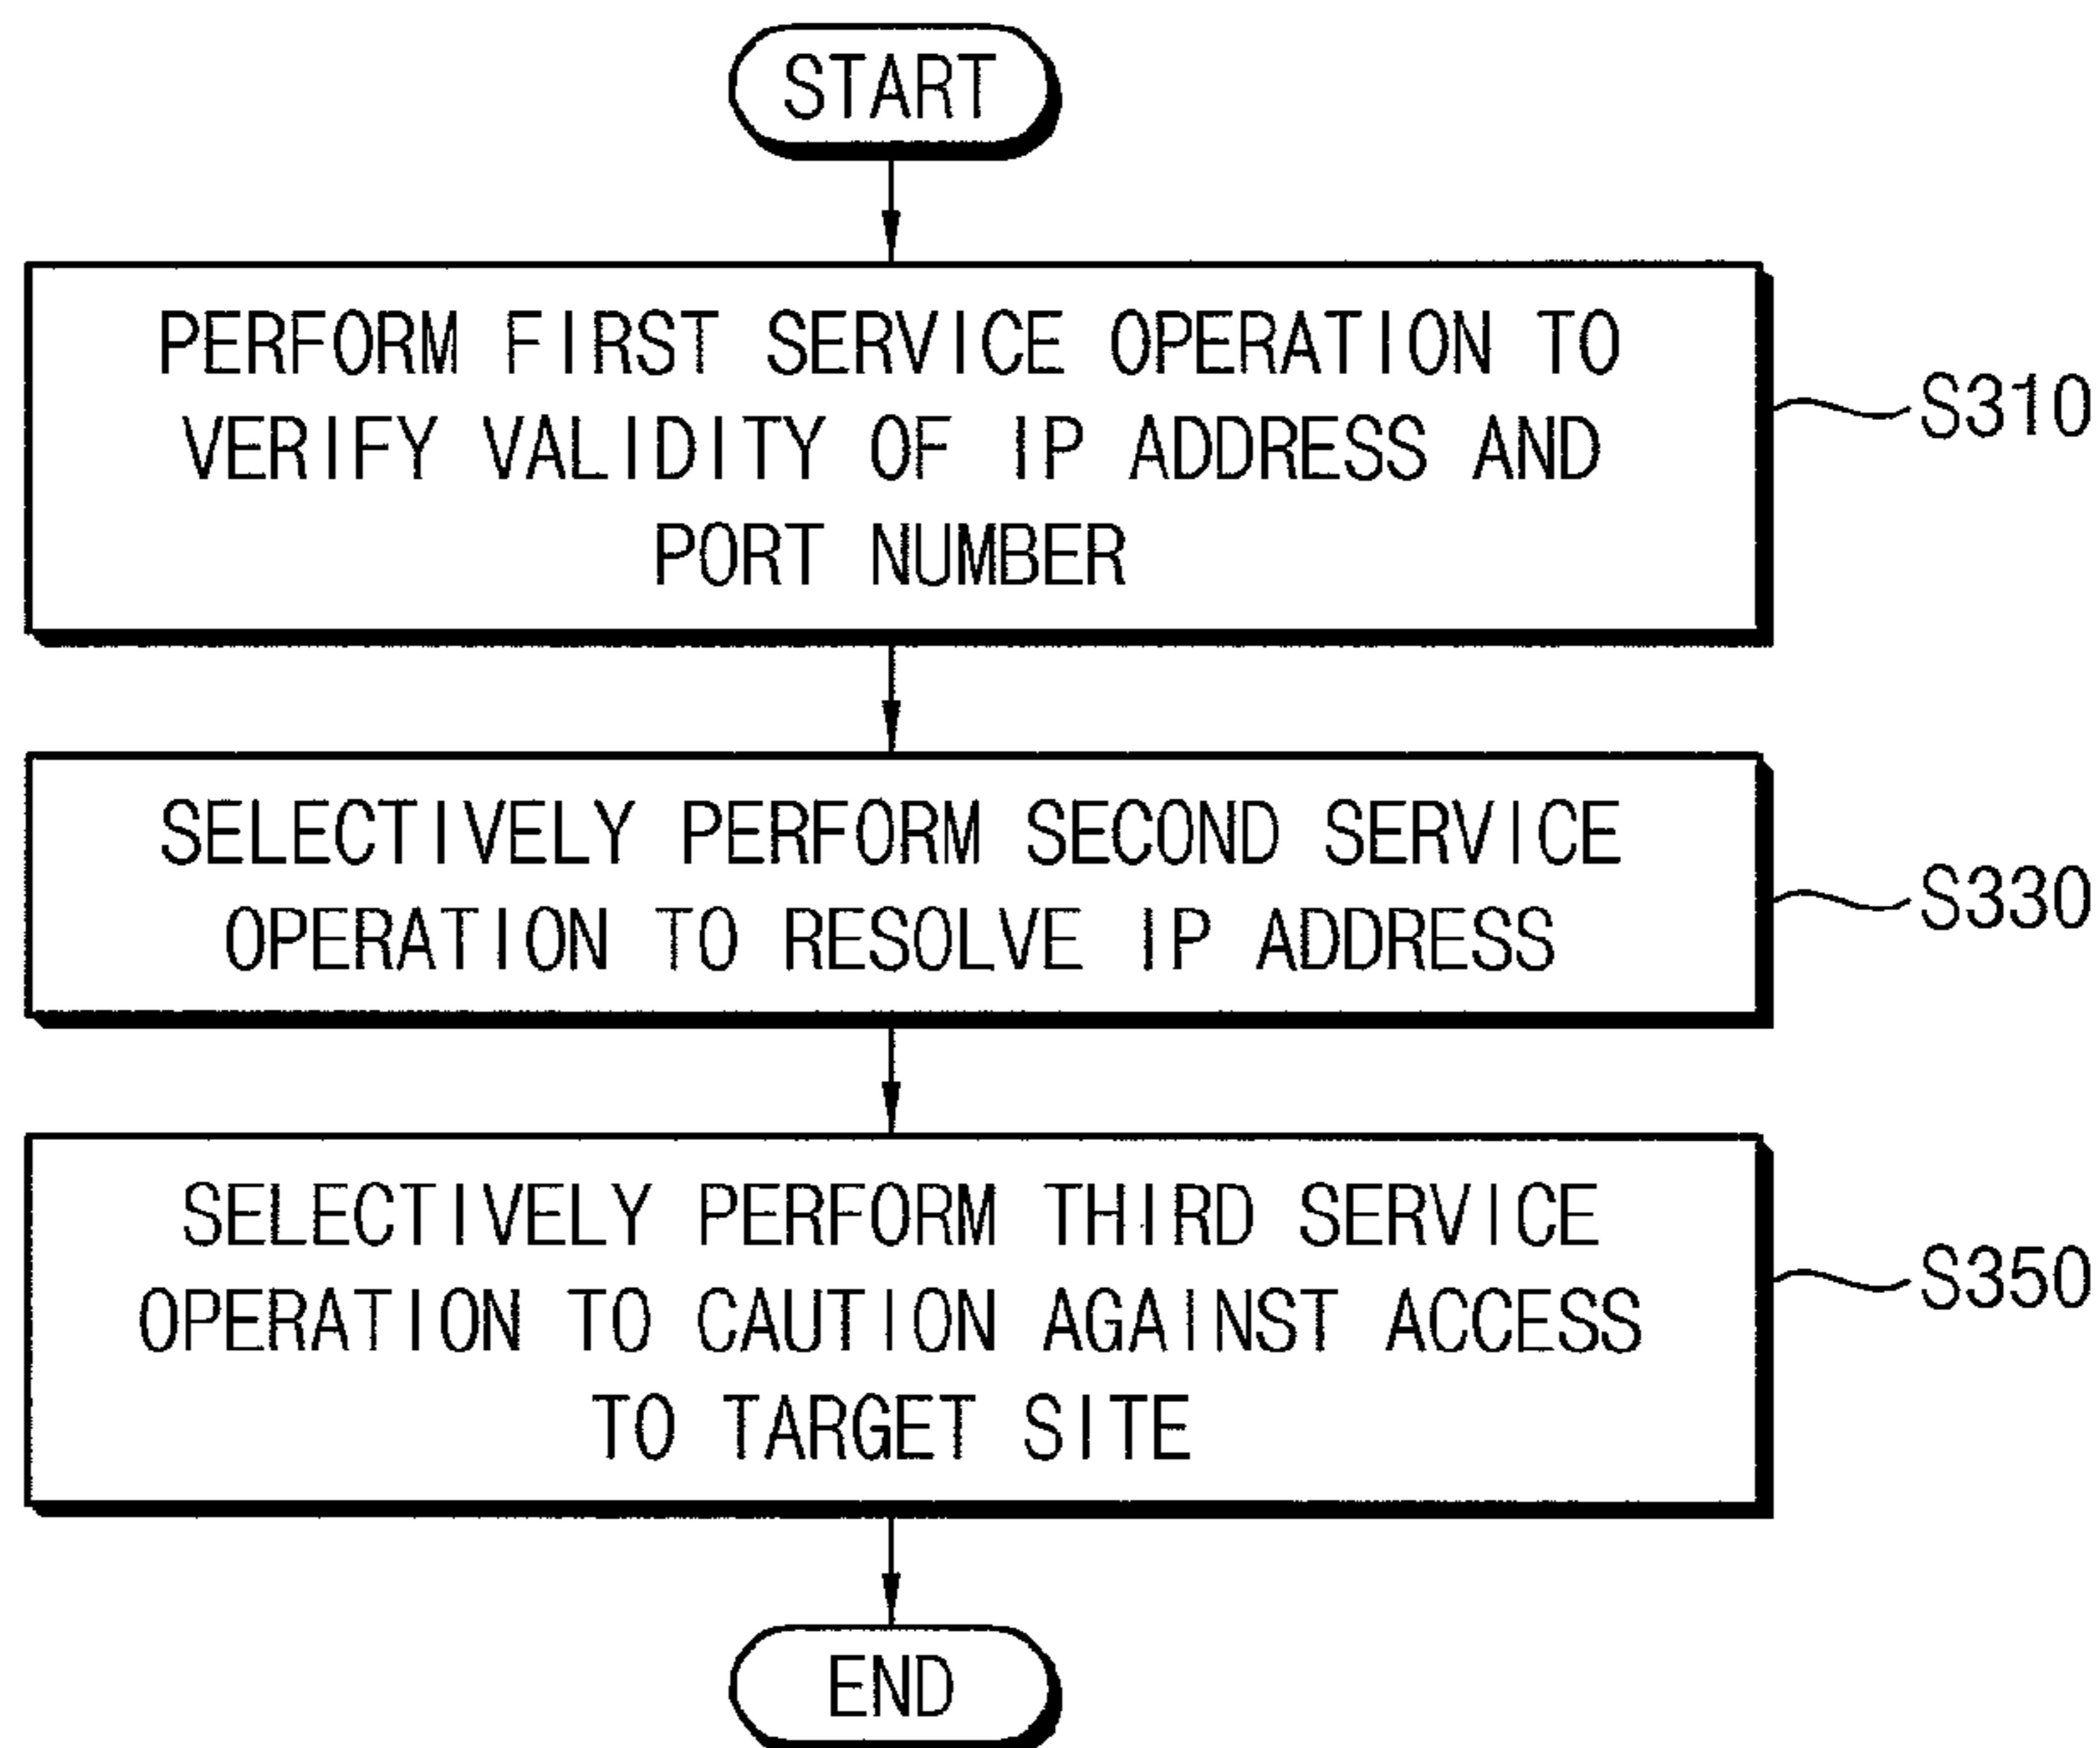 START
PERFORM FIRST SERVICE OPERATION TO
VERIFY VALIDITY OF IP ADDRESS AND
PORT NUMBER
S310
SELECTIVELY PERFORM SECOND SERVICE
OPERATION TO RESOLVE IP ADDRESS
S330
SELECTIVELY PERFORM THIRD SERVICE
OPERATION TO CAUTION AGAINST ACCESS
TO TARGET SITE
S350
END